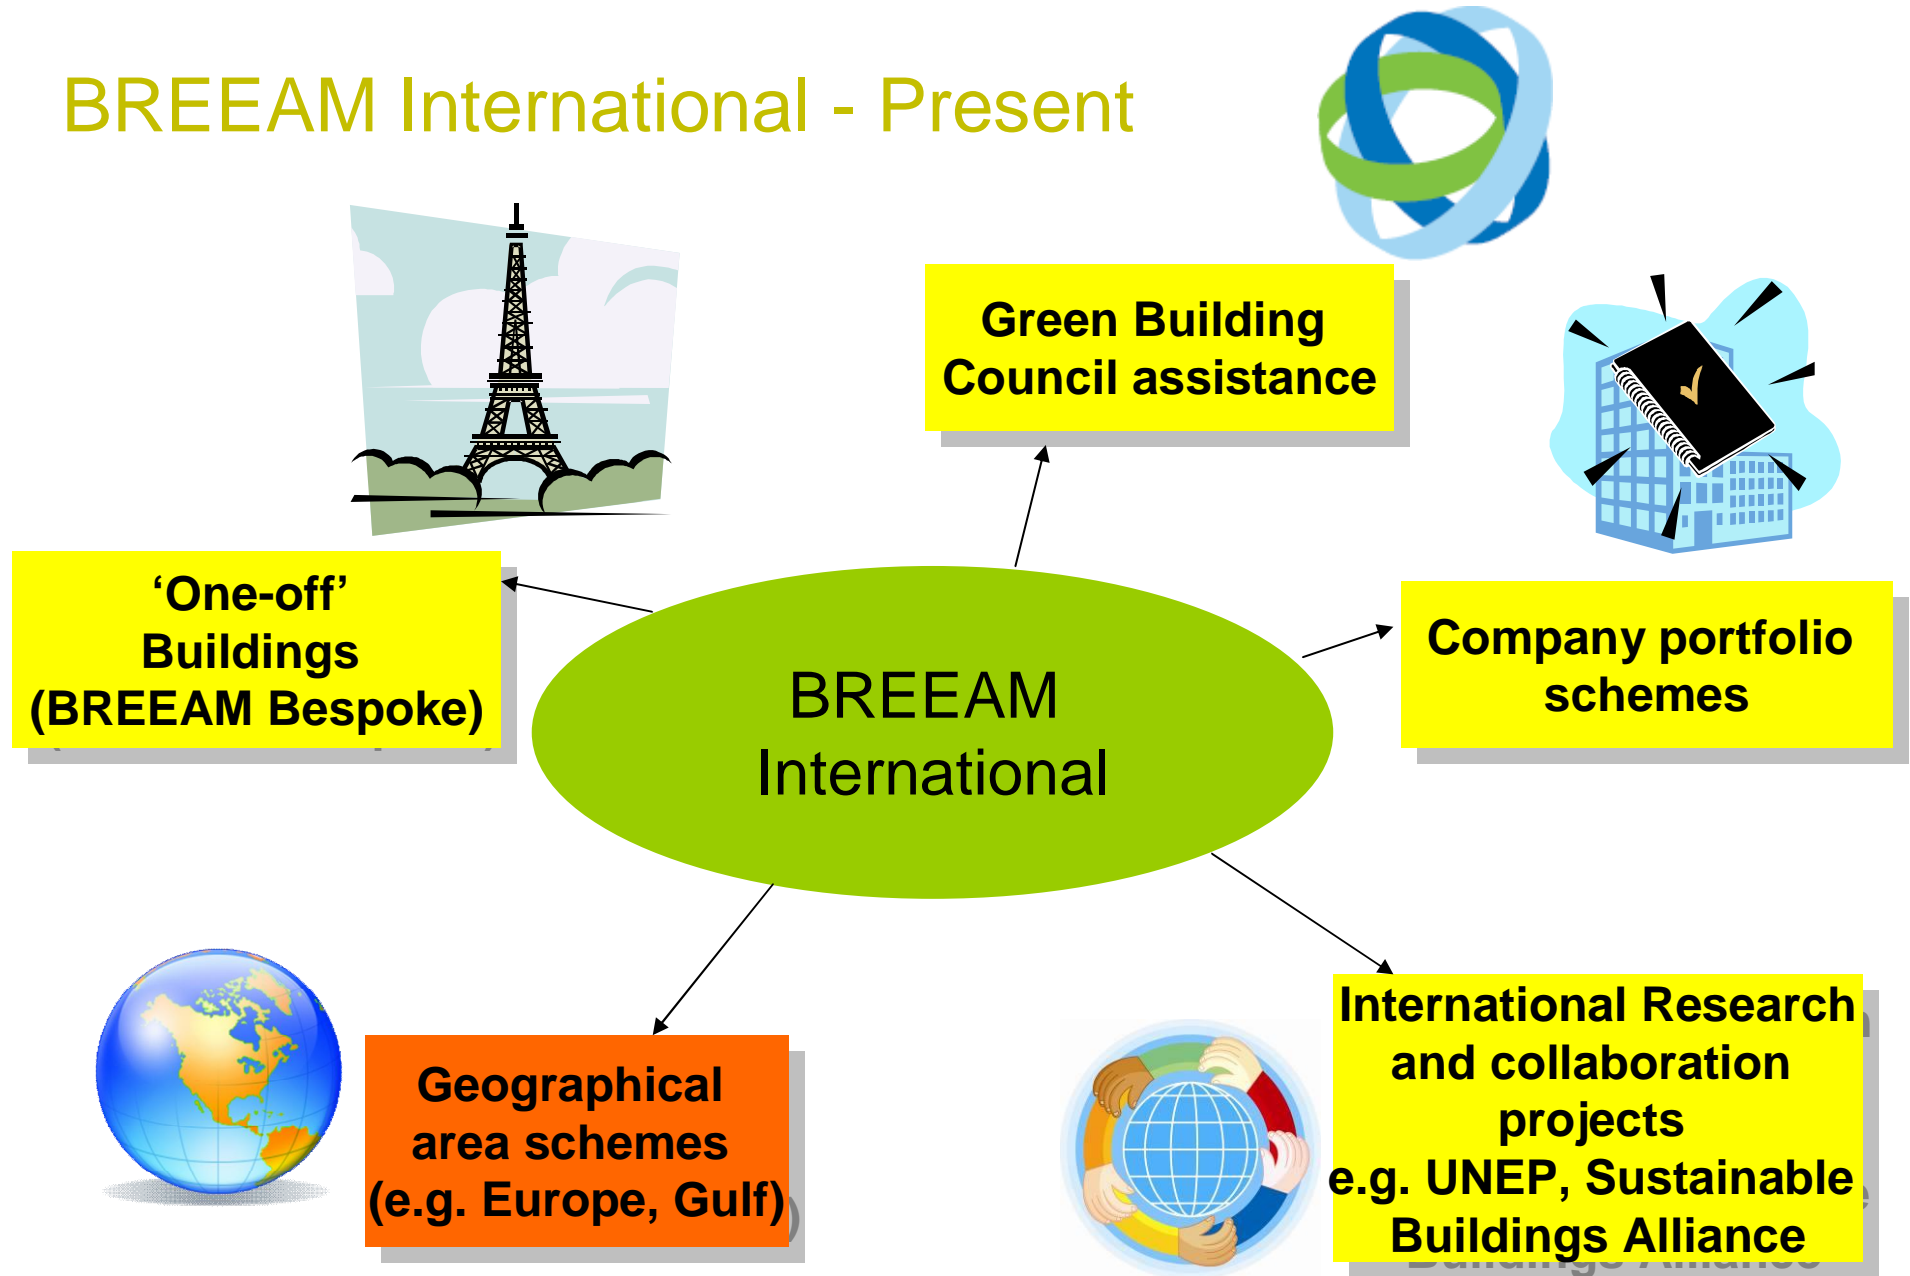 BREEAM International - Present
Green Building
Council assistance
‘One-off’
Buildings
(BREEAM Bespoke)
Company portfolio
schemes
BREEAM
International
Geographical
area schemes
(e.g. Europe, Gulf)
International Research
and collaboration
projects
e.g. UNEP, Sustainable
Buildings Alliance